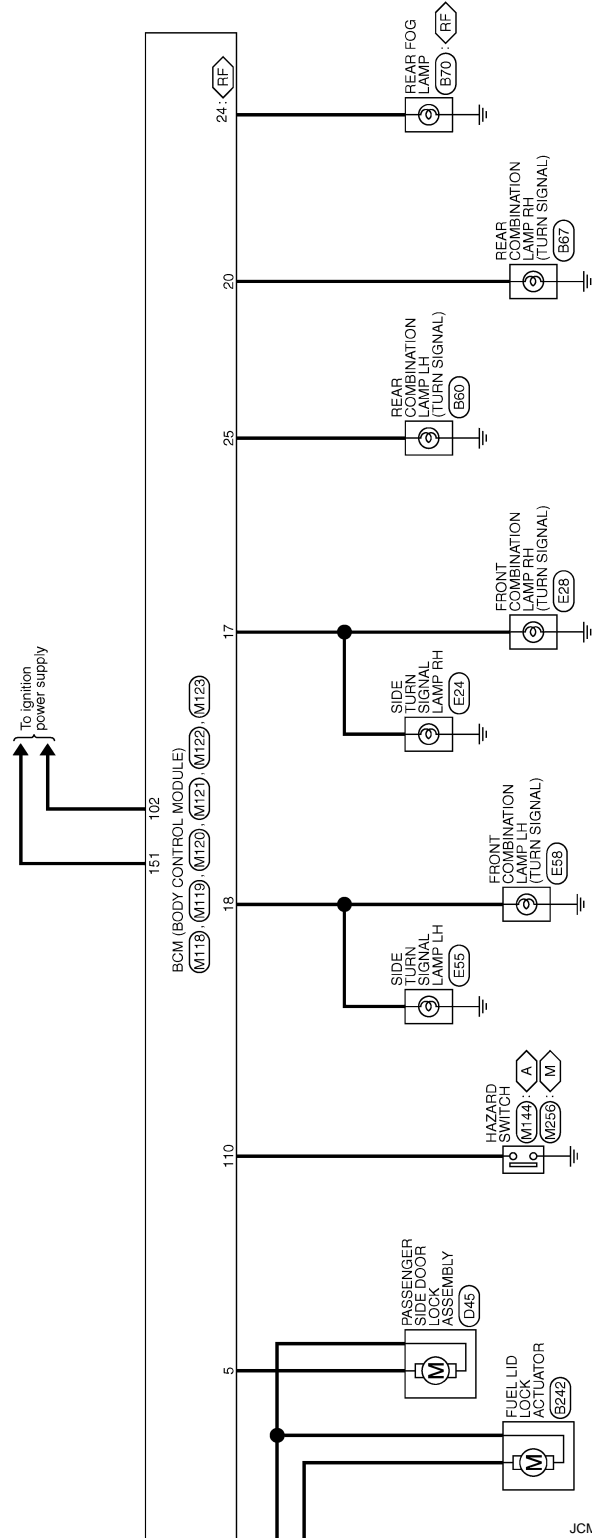 To ignition
power supply
151
102
BCM (BODY CONTROL MODULE)
M118 , M119 , M120 , M121 , M122 , M123
5
110
18
17
25
20
24 : RF
PASSENGER
SIDE DOOR
LOCK
ASSEMBLY
D45
M
FUEL LID
LOCK
ACTUATOR
B242
M
HAZARD
SWITCH
M144 : A
M256 : M
SIDE
TURN
SIGNAL
LAMP LH
E55
FRONT
COMBINATION
LAMP LH
(TURN SIGNAL)
E58
SIDE
TURN
SIGNAL
LAMP RH
E24
FRONT
COMBINATION
LAMP RH
(TURN SIGNAL)
E28
REAR
COMBINATION
LAMP LH
(TURN SIGNAL)
B60
REAR
COMBINATION
LAMP RH
(TURN SIGNAL)
B67
REAR FOG
LAMP
B70 : RF
JCM